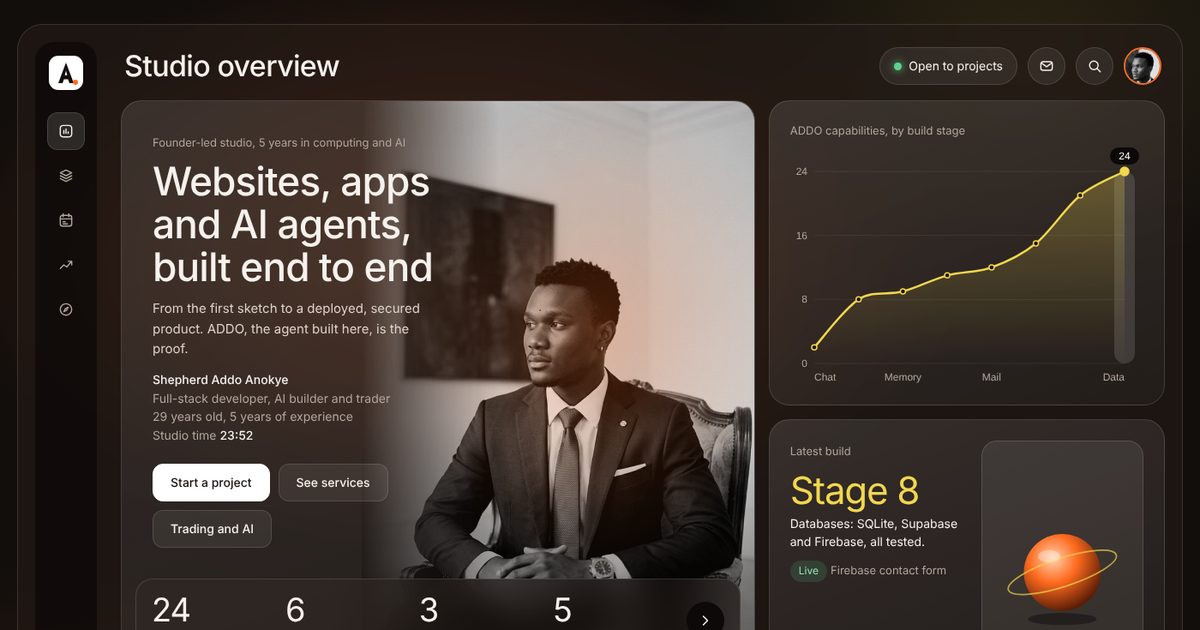 A.
Studio overview
Open to projects
Founder-led studio, 5 years in computing and AI
Websites, apps
and AI agents,
built end to end
From the first sketch to a deployed, secured
product. ADDO, the agent built here, is the
proof.
Shepherd Addo Anokye
Full-stack developer, AI builder and trader
29 years old, 5 years of experience
Studio time 23:52
Start a project
See services
Trading and AI
24
6
3
5
ADDO capabilities, by build stage
24
24
16
8
0
Chat
Memory
Mail
Data
Latest build
Stage 8
Databases: SQLite, Supabase
and Firebase, all tested.
Live
Firebase contact form